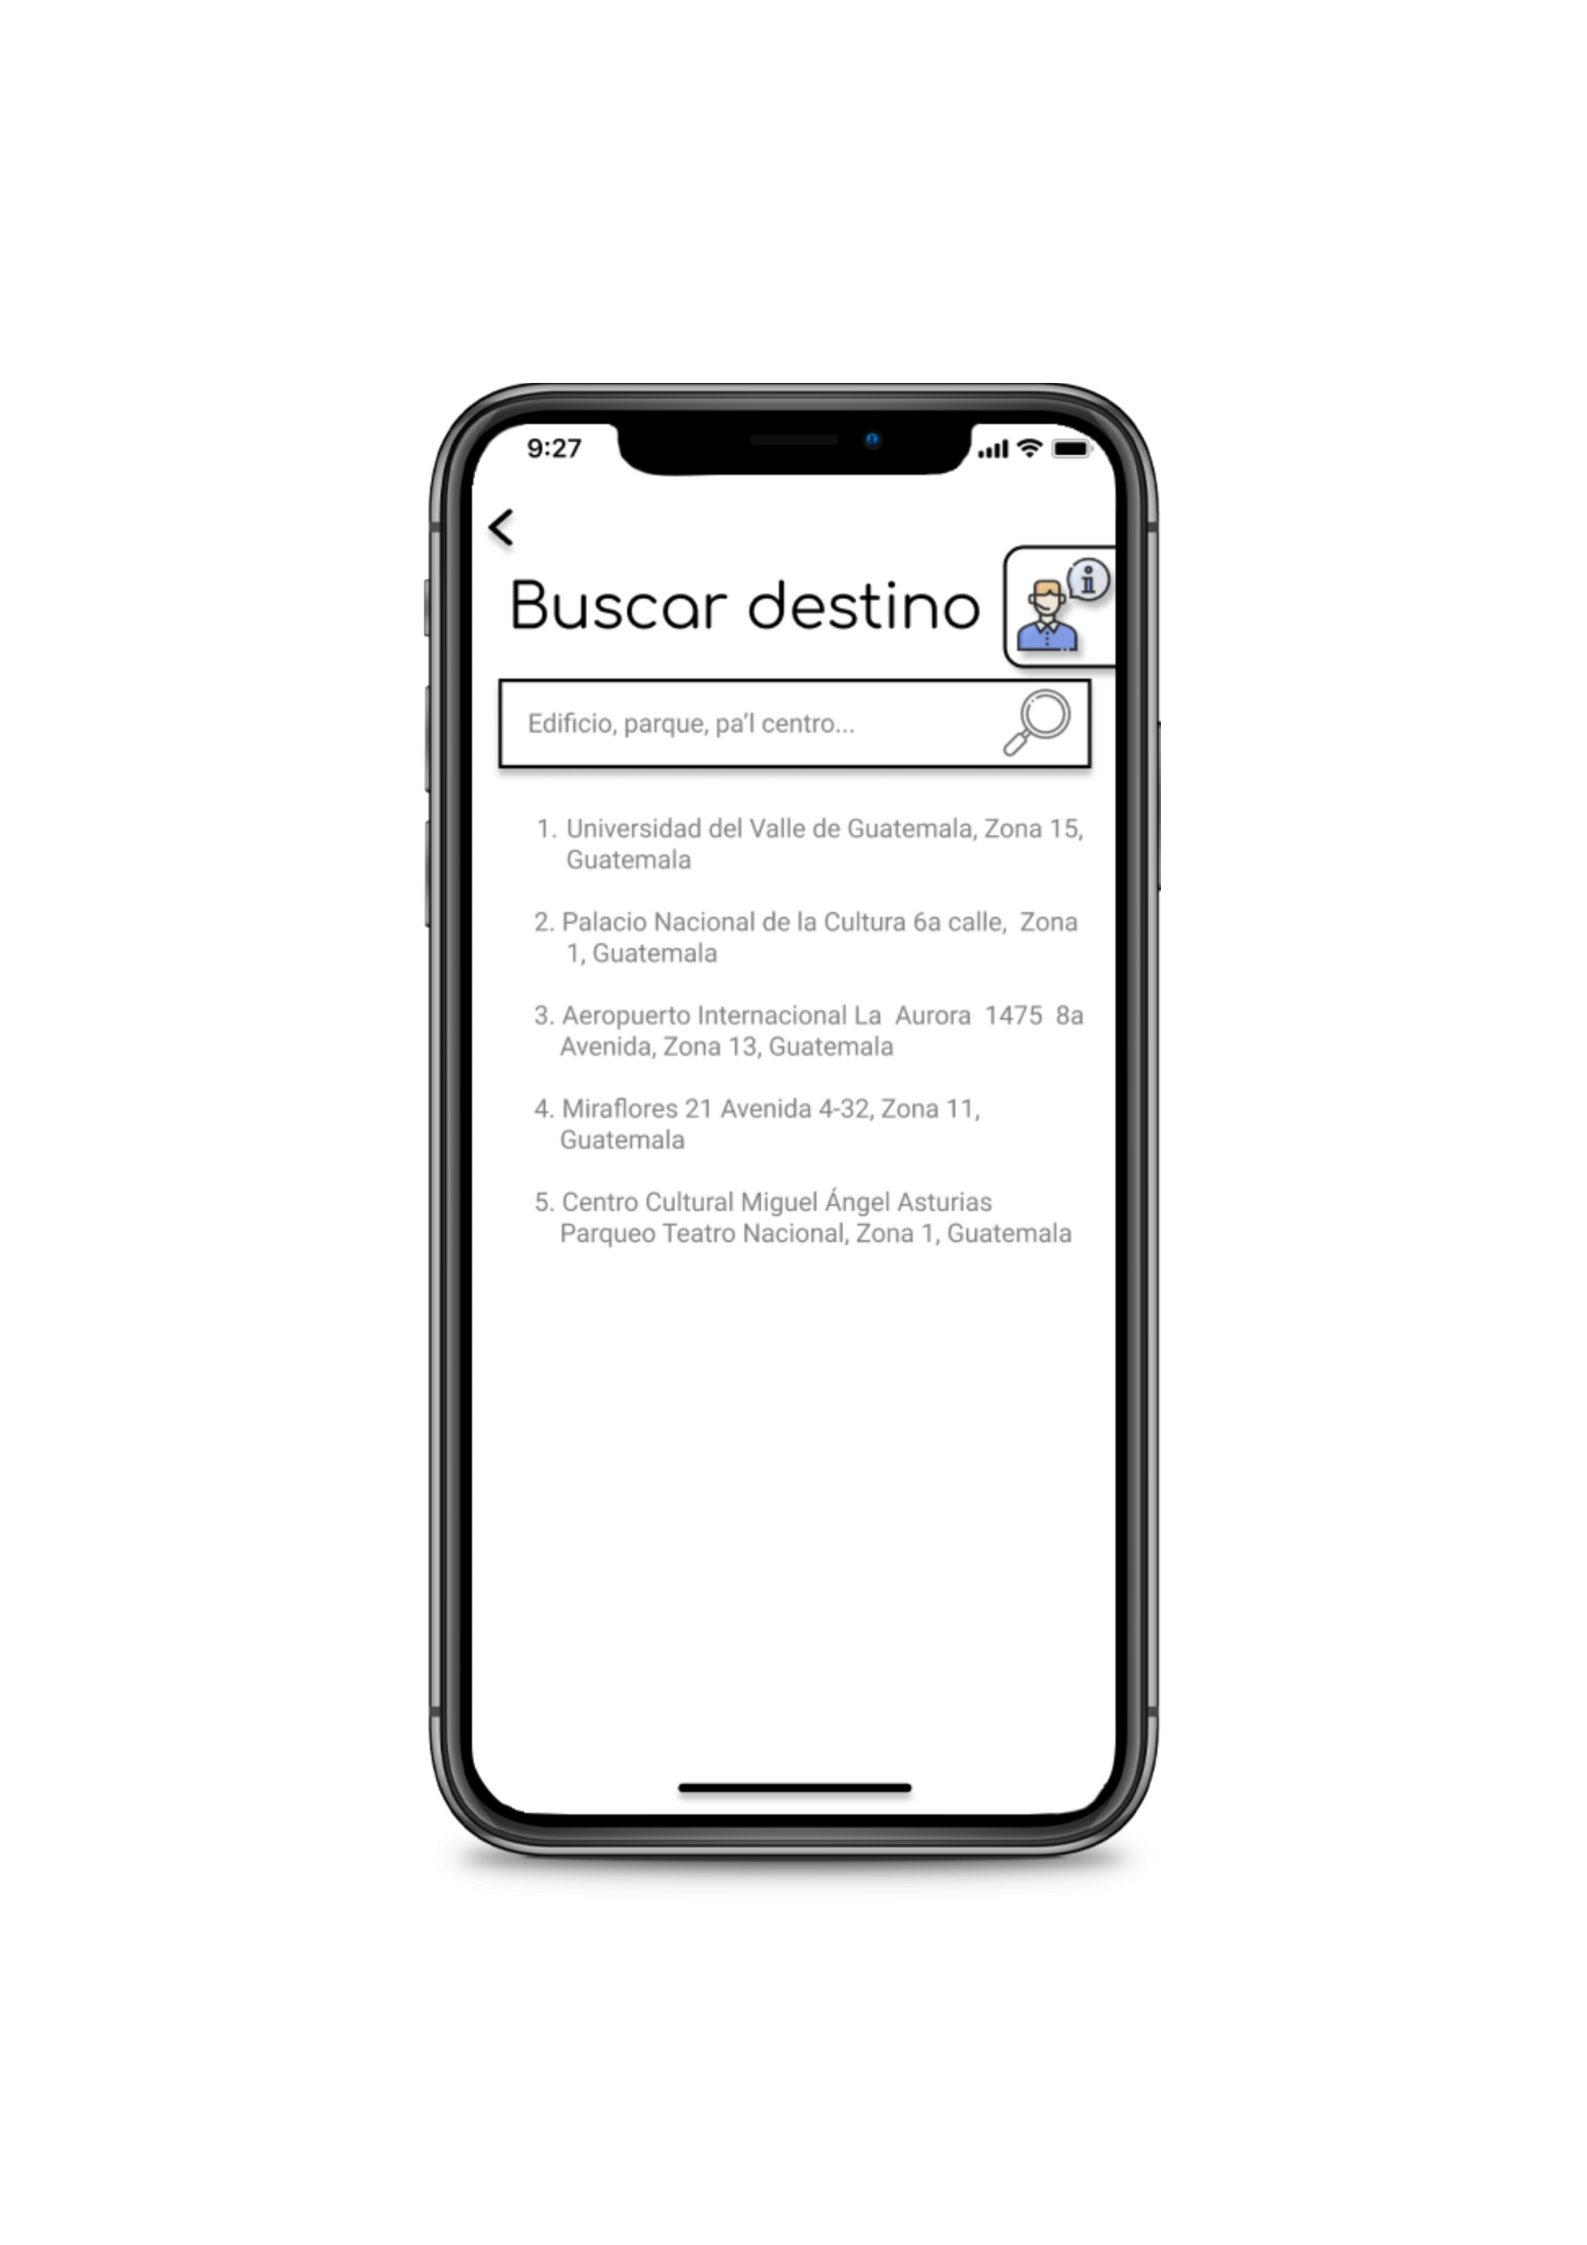 9:27
Buscar destino
i
Edificio, parque, pa'l centro...
1. Universidad del Valle de Guatemala, Zona 15,
Guatemala
2. Palacio Nacional de la Cultura 6a calle, Zona
1, Guatemala
3. Aeropuerto Internacional La Aurora 1475 8a
Avenida, Zona 13, Guatemala
4. Miraflores 21 Avenida 4-32, Zona 11,
Guatemala
5. Centro Cultural Miguel Ángel Asturias
Parqueo Teatro Nacional, Zona 1, Guatemala